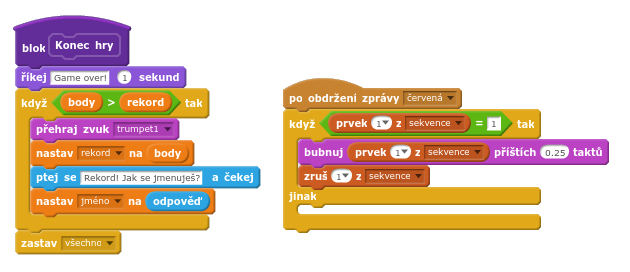 blok Konec hry
říkej Game over! 1 sekund
když body > rekord tak
přehraj zvuk trumpet1
nastav rekord na body
ptej se Rekord! Jak se jmenuješ? a čekej
nastav jméno na odpověď
zastav všechno
po obdržení zprávy červená
když prvek 1 z sekvence = 1 tak
bubnuj prvek 1 z sekvence příštích 0.25 taktů
zruš 1 z sekvence
jinak